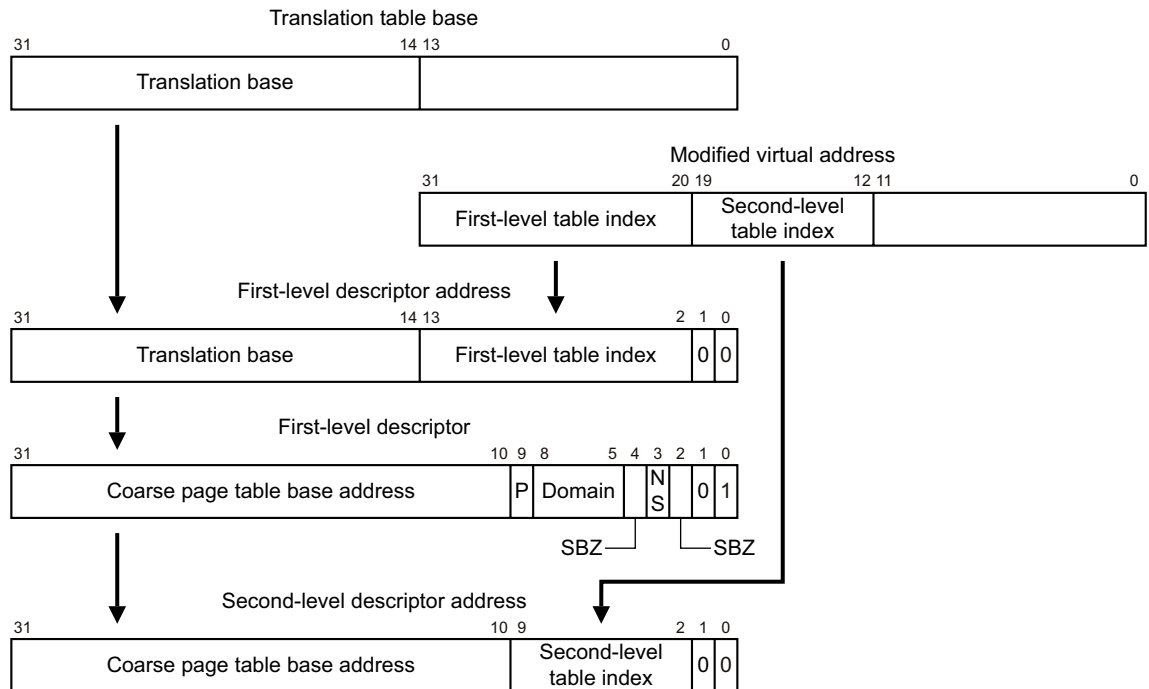 Translation table base
31 14 13 0
Translation base
Modified virtual address
31 20 19 12 11 0
First-level table index
Second-level
table index
First-level descriptor address
31 14 13 2 1 0
Translation base First-level table index 0 0
First-level descriptor
31 10 9 8 5 4 3 2 1 0
Coarse page table base address P Domain N
S 0 1
SBZ SBZ
Second-level descriptor address
31 10 9 2 1 0
Coarse page table base address Second-level
table index 0 0